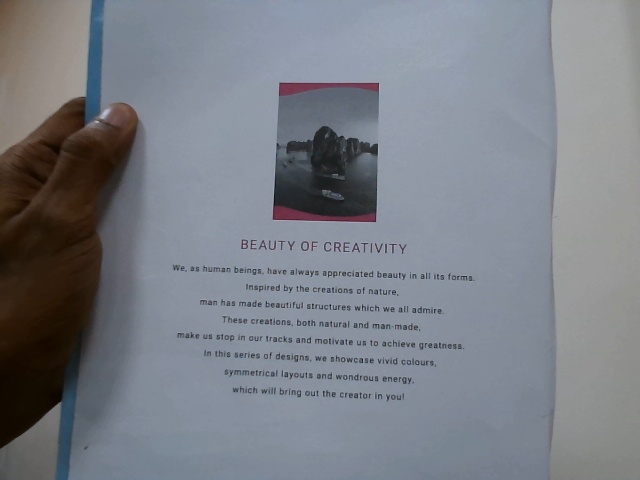 BEAUTY OF CREATIVITY
We, as human beings, have always appreciated beauty in all its forms.
Inspired by the creations of nature,
man has made beautiful structures which we all admire.
These creations, both natural and man-made,
make us stop in our tracks and motivate us to achieve greatness.
In this series of designs, we showcase vivid colours,
symmetrical layouts and wondrous energy,
which will bring out the creator in you!